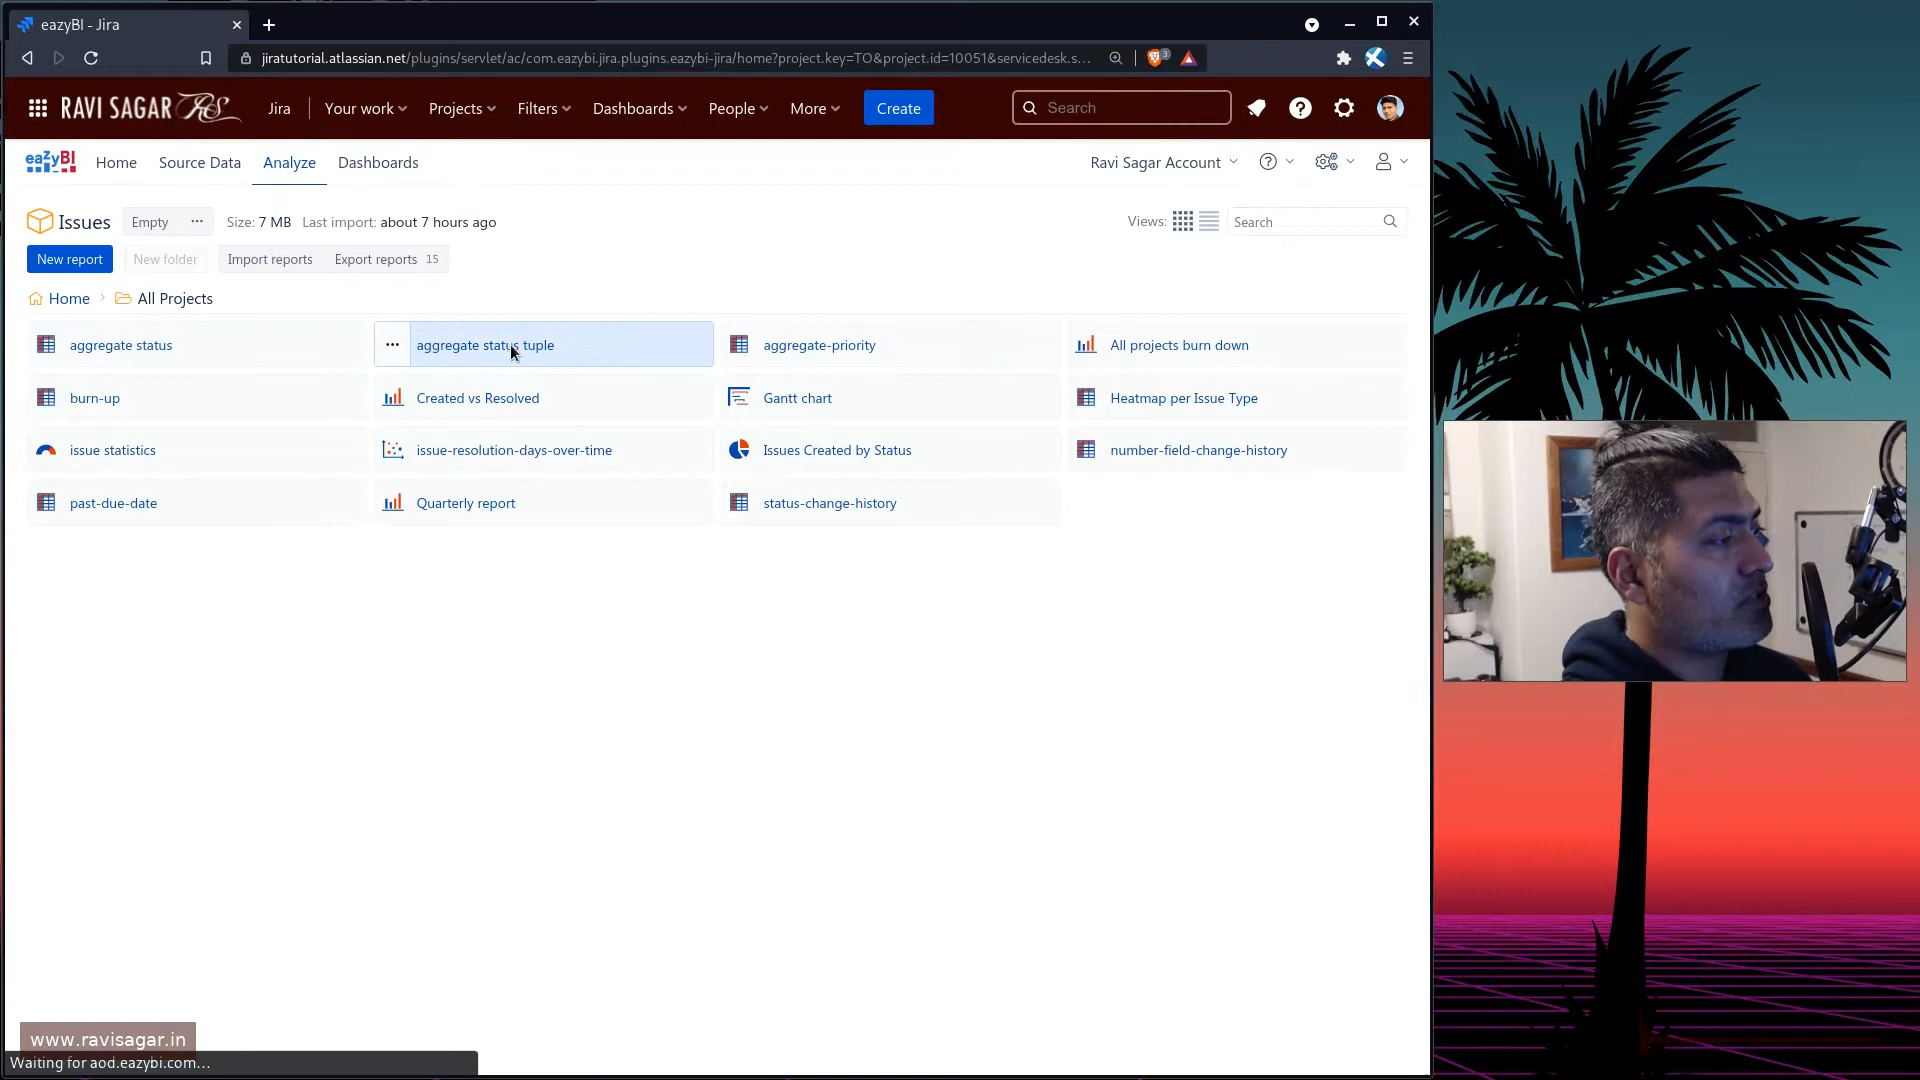 eazyBI - Jira
jiratutorial.atlassian.net/plugins/servlet/ac/com.eazybi.jira.plugins.eazybi-jira/home?project.key=TO&project.id=10051&servicedesk.s...
3
RAVI SAGAR RS Jira Your work Projects Filters Dashboards People More Create Search
eazyBI Home Source Data Analyze Dashboards Ravi Sagar Account
Issues Empty ... Size: 7 MB Last import: about 7 hours ago Views: Search
New report New folder Import reports Export reports 15
Home > All Projects
aggregate status ... aggregate status tuple aggregate-priority All projects burn down
burn-up Created vs Resolved Gantt chart Heatmap per Issue Type
issue statistics issue-resolution-days-over-time Issues Created by Status number-field-change-history
past-due-date Quarterly report status-change-history
www.ravisagar.in
Waiting for aod.eazybi.com...